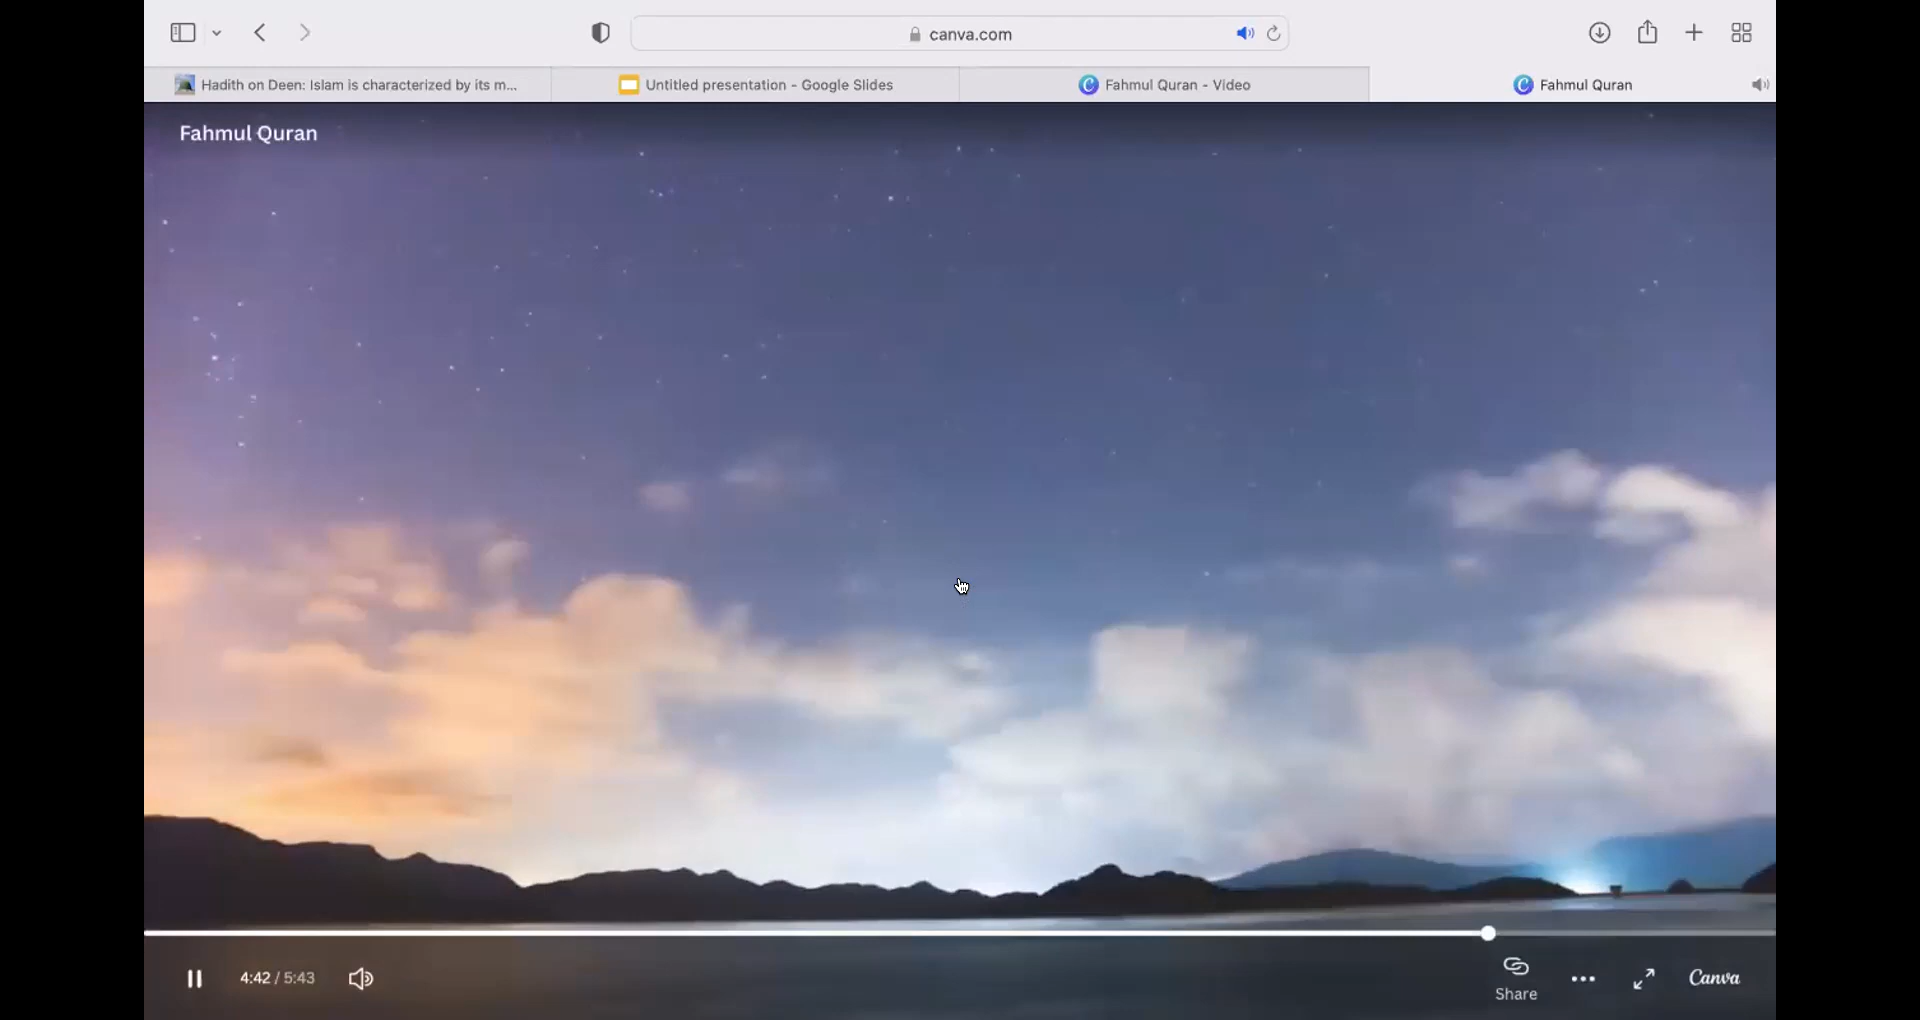 canva.com
Hadith on Deen: Islam is characterized by its m...
Untitled presentation - Google Slides
Fahmul Quran - Video
Fahmul Quran
Fahmul Quran
4:42 / 5:43
Share
Canva